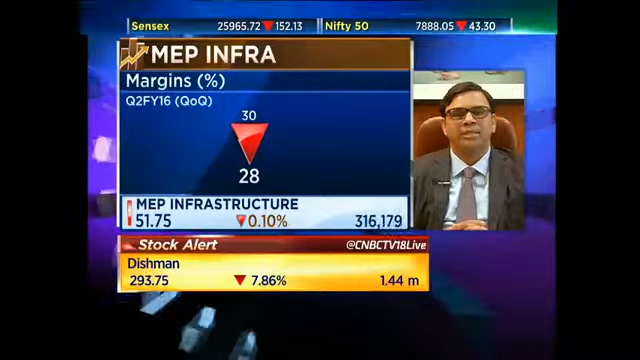 Sensex 25965.72 ▼ 152.13 Nifty 50 7888.05 ▼ 43.30
MEP INFRA
Margins (%)
Q2FY16 (QoQ)
30
28
MEP INFRASTRUCTURE
51.75 ▼0.10% 316,179
Stock Alert @CNBCTV18Live
Dishman
293.75 ▼ 7.86% 1.44 m